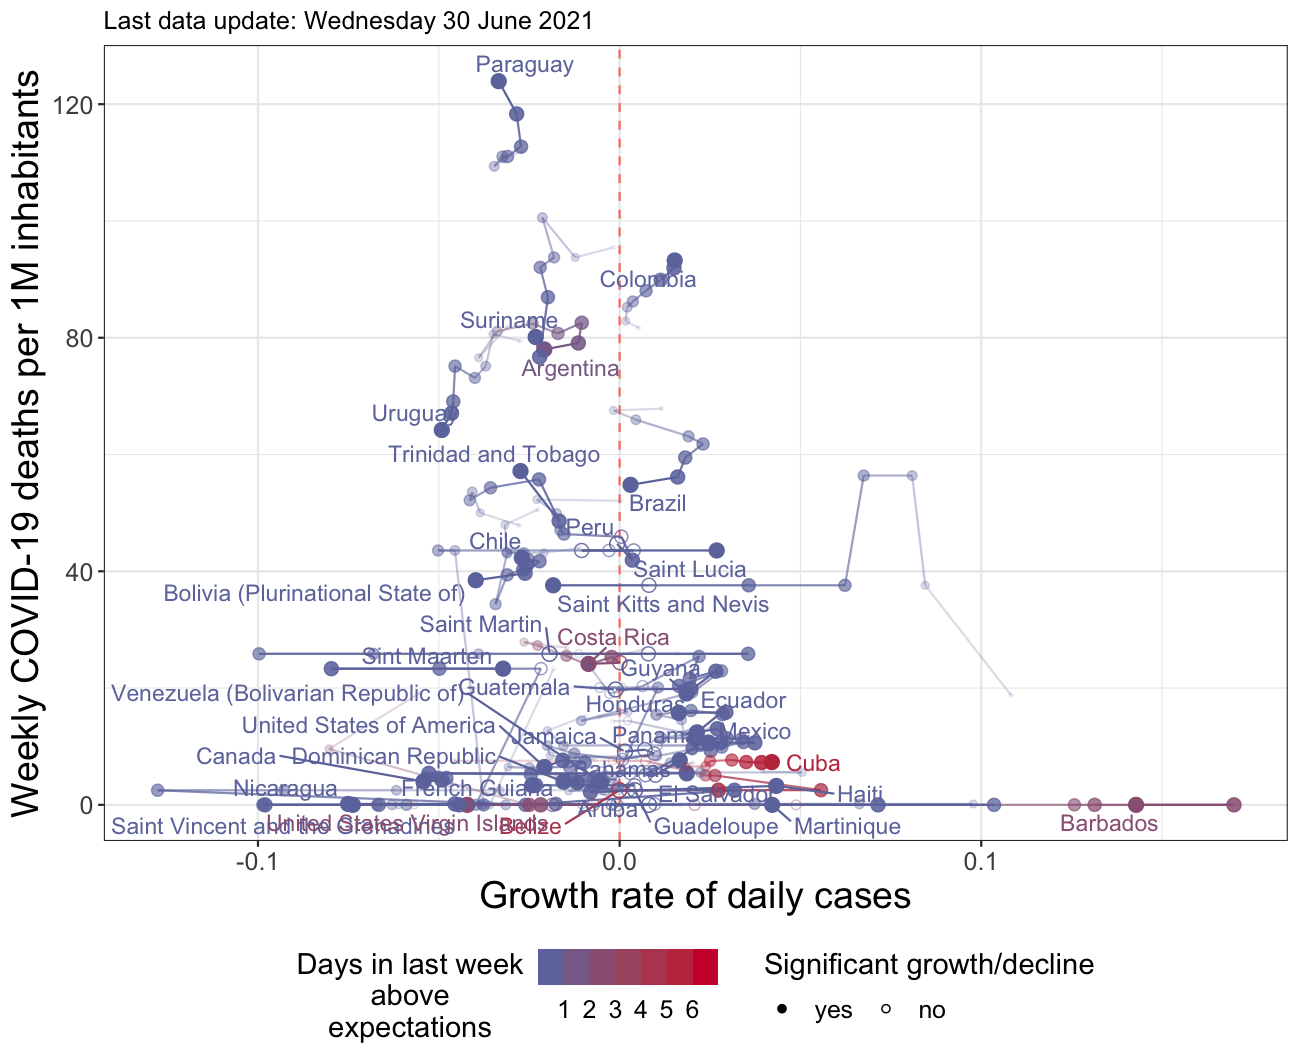 Last data update: Wednesday 30 June 2021
Weekly COVID-19 deaths per 1M inhabitants
Paraguay
120
Colombia
Suriname
80
Argentina
Uruguay
Trinidad and Tobago
Brazil
Peru
Chile
Saint Lucia
40
Bolivia (Plurinational State of)
Saint Kitts and Nevis
Saint Martin
Costa Rica
Sint Maarten
Guyana
Venezuela (Bolivarian Republic of)
Guatemala
Honduras
Ecuador
United States of America
Jamaica
Panama
Mexico
Canada
Dominican Republic
Bahamas
Cuba
Nicaragua
French Guiana
El Salvador
Haiti
0
Aruba
Saint Vincent and the Grenadines
United States Virgin Islands
Belize
Guadeloupe
Martinique
Barbados
-0.1
0.0
0.1
Growth rate of daily cases
Days in last week
above
expectations
1 2 3 4 5 6
Significant growth/decline
yes
no